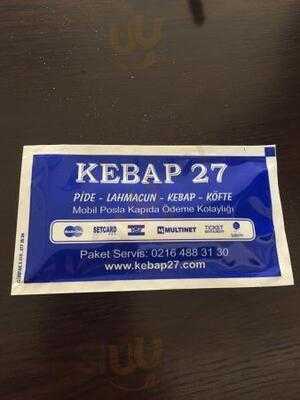 KEBAP 27
PİDE - LAHMACUN - KEBAP - KÖFTE
Mobil Posla Kapıda Ödeme Kolaylığı
SETCARD MULTINET TICKET
Paket Servis: 0216 488 31 30
www.kebap27.com